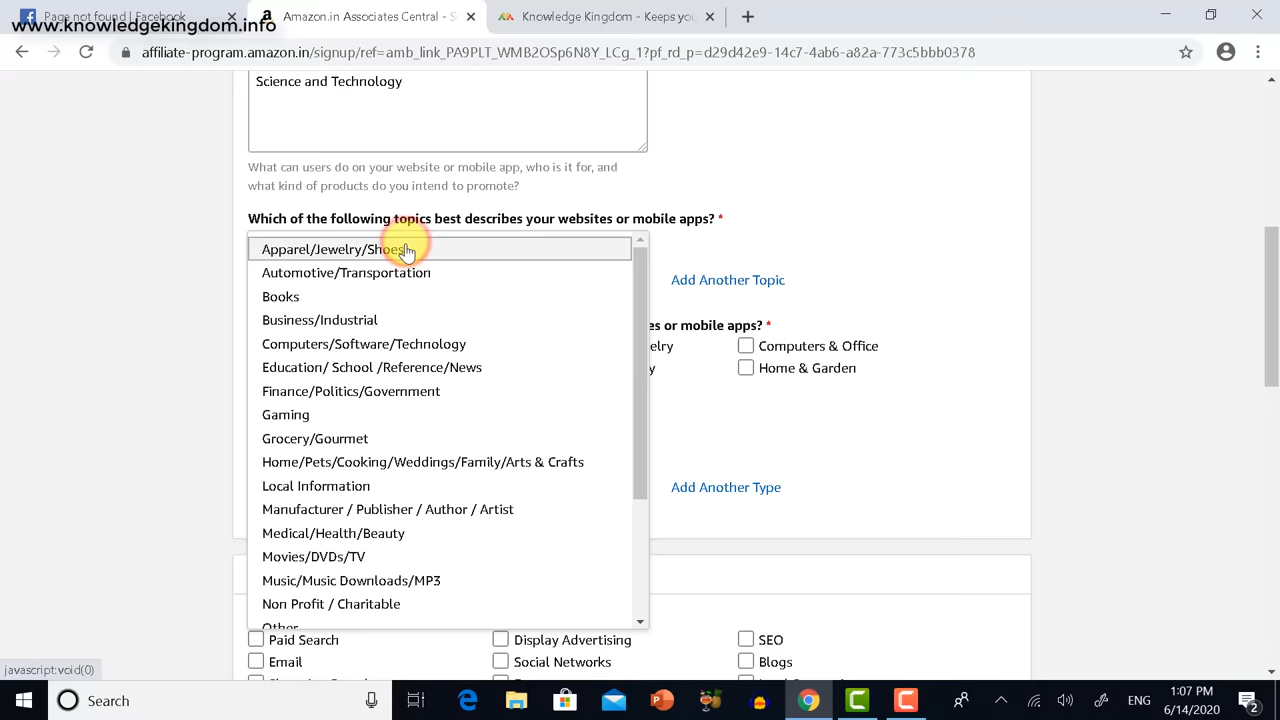 Page not found | Facebook
Amazon.in Associates Central - S
Knowledge Kingdom - Keeps you
www.knowledgekingdom.info
affiliate-program.amazon.in/signup/ref=amb_link_PA9PLT_WMB2OSp6N8Y_LCg_1?pf_rd_p=d29d42e9-14c7-4ab6-a82a-773c5bbb0378
Science and Technology
What can users do on your website or mobile app, who is it for, and
what kind of products do you intend to promote?
Which of the following topics best describes your websites or mobile apps? *
Apparel/Jewelry/Shoes
Automotive/Transportation
Add Another Topic
Books
Business/Industrial
es or mobile apps? *
Computers/Software/Technology
elry
Computers & Office
Education/ School /Reference/News
y
Home & Garden
Finance/Politics/Government
Gaming
Grocery/Gourmet
Home/Pets/Cooking/Weddings/Family/Arts & Crafts
Local Information
Add Another Type
Manufacturer / Publisher / Author / Artist
Medical/Health/Beauty
Movies/DVDs/TV
Music/Music Downloads/MP3
Non Profit / Charitable
Other
Paid Search
Display Advertising
SEO
Email
Social Networks
Blogs
javascript:void(0)
Search
ENG
1:07 PM
6/14/2020
2